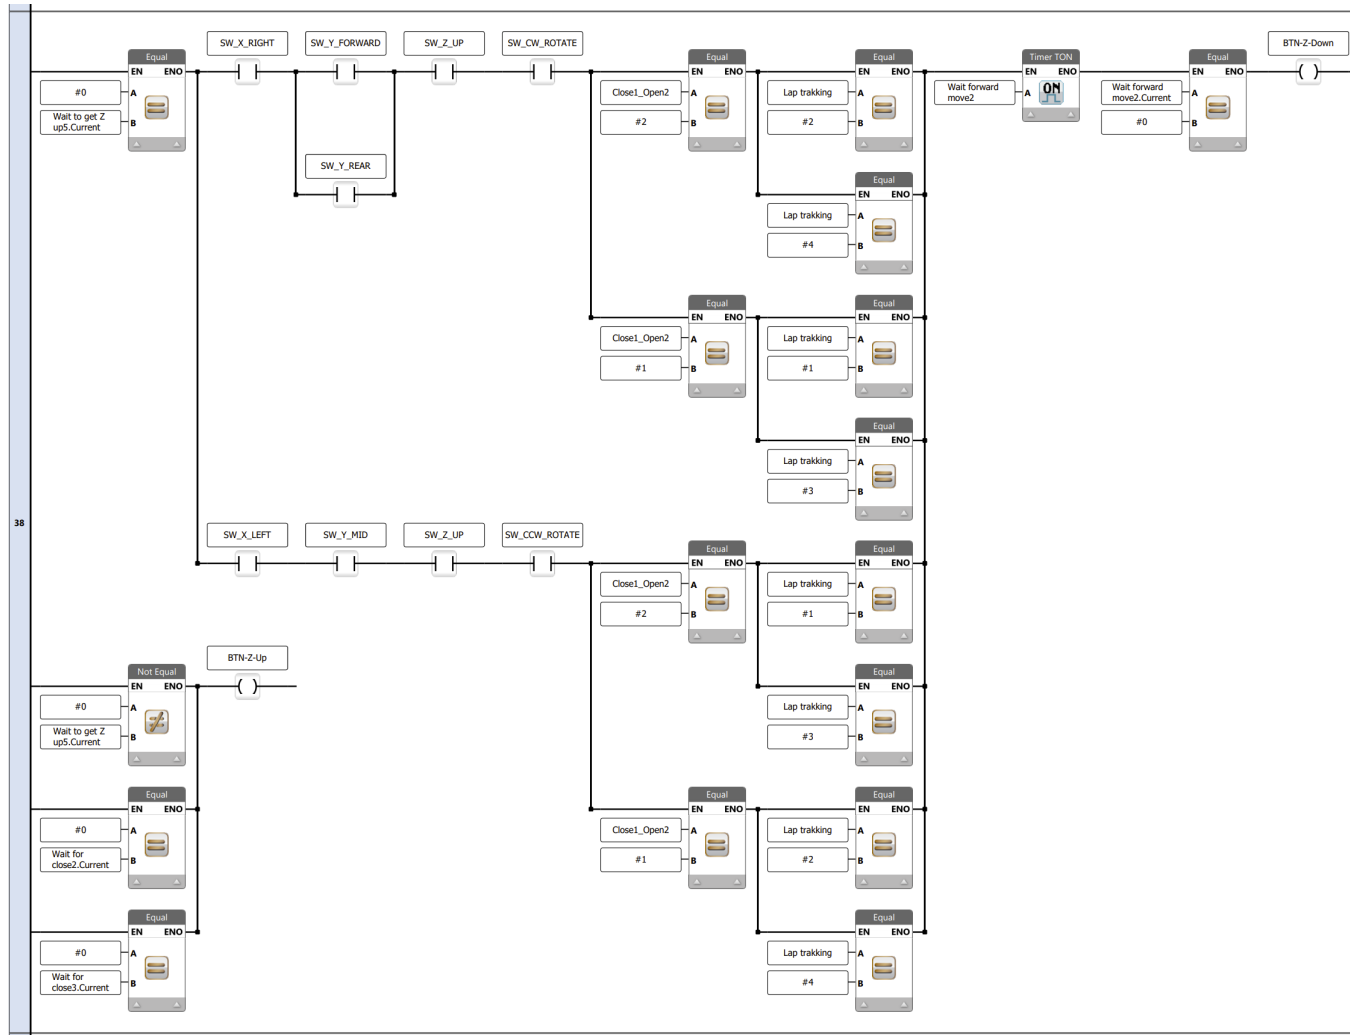 SW_X_RIGHT
SW_Y_FORWARD
SW_Z_UP
SW_CW_ROTATE
BTN-Z-Down
Equal
EN ENO
#0
A
Wait to get Z
up5.Current
B
Equal
EN ENO
Close1_Open2
A
#2
B
Equal
EN ENO
Lap trakking
A
#2
B
Timer TON
EN ENO
Wait forward
move2
A
ON
Equal
EN ENO
Wait forward
move2.Current
A
#0
B
SW_Y_REAR
Equal
EN ENO
Lap trakking
A
#4
B
Equal
EN ENO
Close1_Open2
A
#1
B
Equal
EN ENO
Lap trakking
A
#1
B
Equal
EN ENO
Lap trakking
A
#3
B
38
SW_X_LEFT
SW_Y_MID
SW_Z_UP
SW_CCW_ROTATE
Equal
EN ENO
Close1_Open2
A
#2
B
Equal
EN ENO
Lap trakking
A
#1
B
BTN-Z-Up
Not Equal
EN ENO
#0
A
Wait to get Z
up5.Current
B
Equal
EN ENO
Lap trakking
A
#3
B
Equal
EN ENO
#0
A
Wait for
close2.Current
B
Equal
EN ENO
Close1_Open2
A
#1
B
Equal
EN ENO
Lap trakking
A
#2
B
Equal
EN ENO
#0
A
Wait for
close3.Current
B
Equal
EN ENO
Lap trakking
A
#4
B